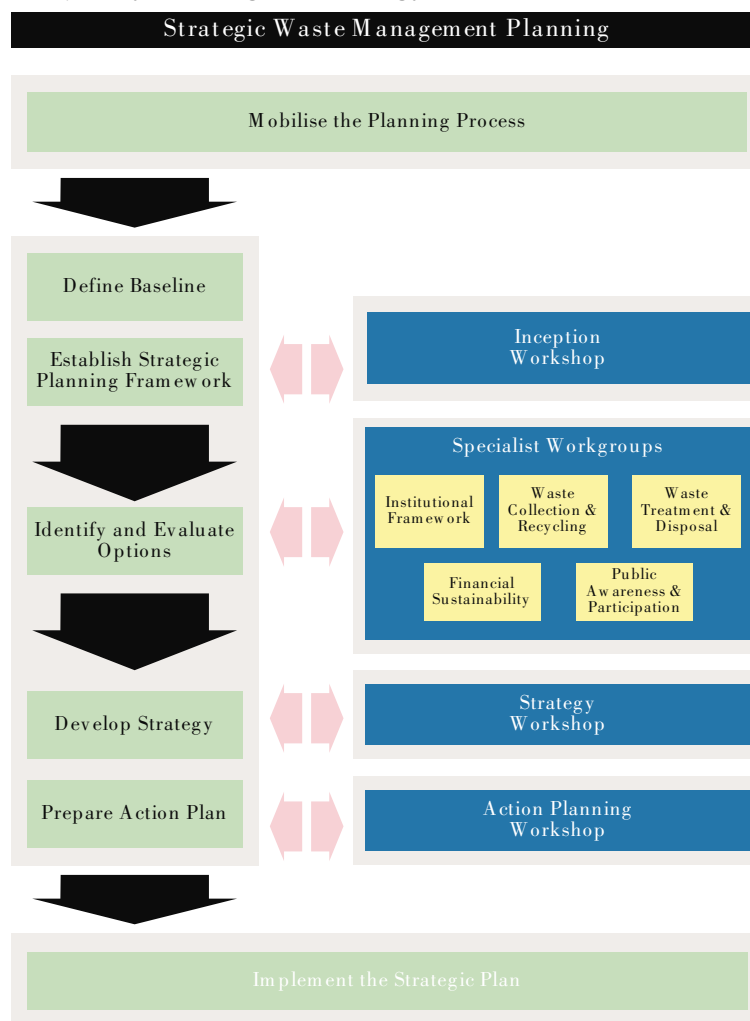 Strategic Waste Management Planning
Mobilise the Planning Process
Define Baseline
Establish Strategic
Planning Framework
Inception
Workshop
Specialist Workgroups
Institutional
Framework
Waste
Collection &
Recycling
Waste
Treatment &
Disposal
Identify and Evaluate
Options
Financial
Sustainability
Public
Awareness &
Participation
Develop Strategy
Strategy
Workshop
Prepare Action Plan
Action Planning
Workshop
Implement the Strategic Plan